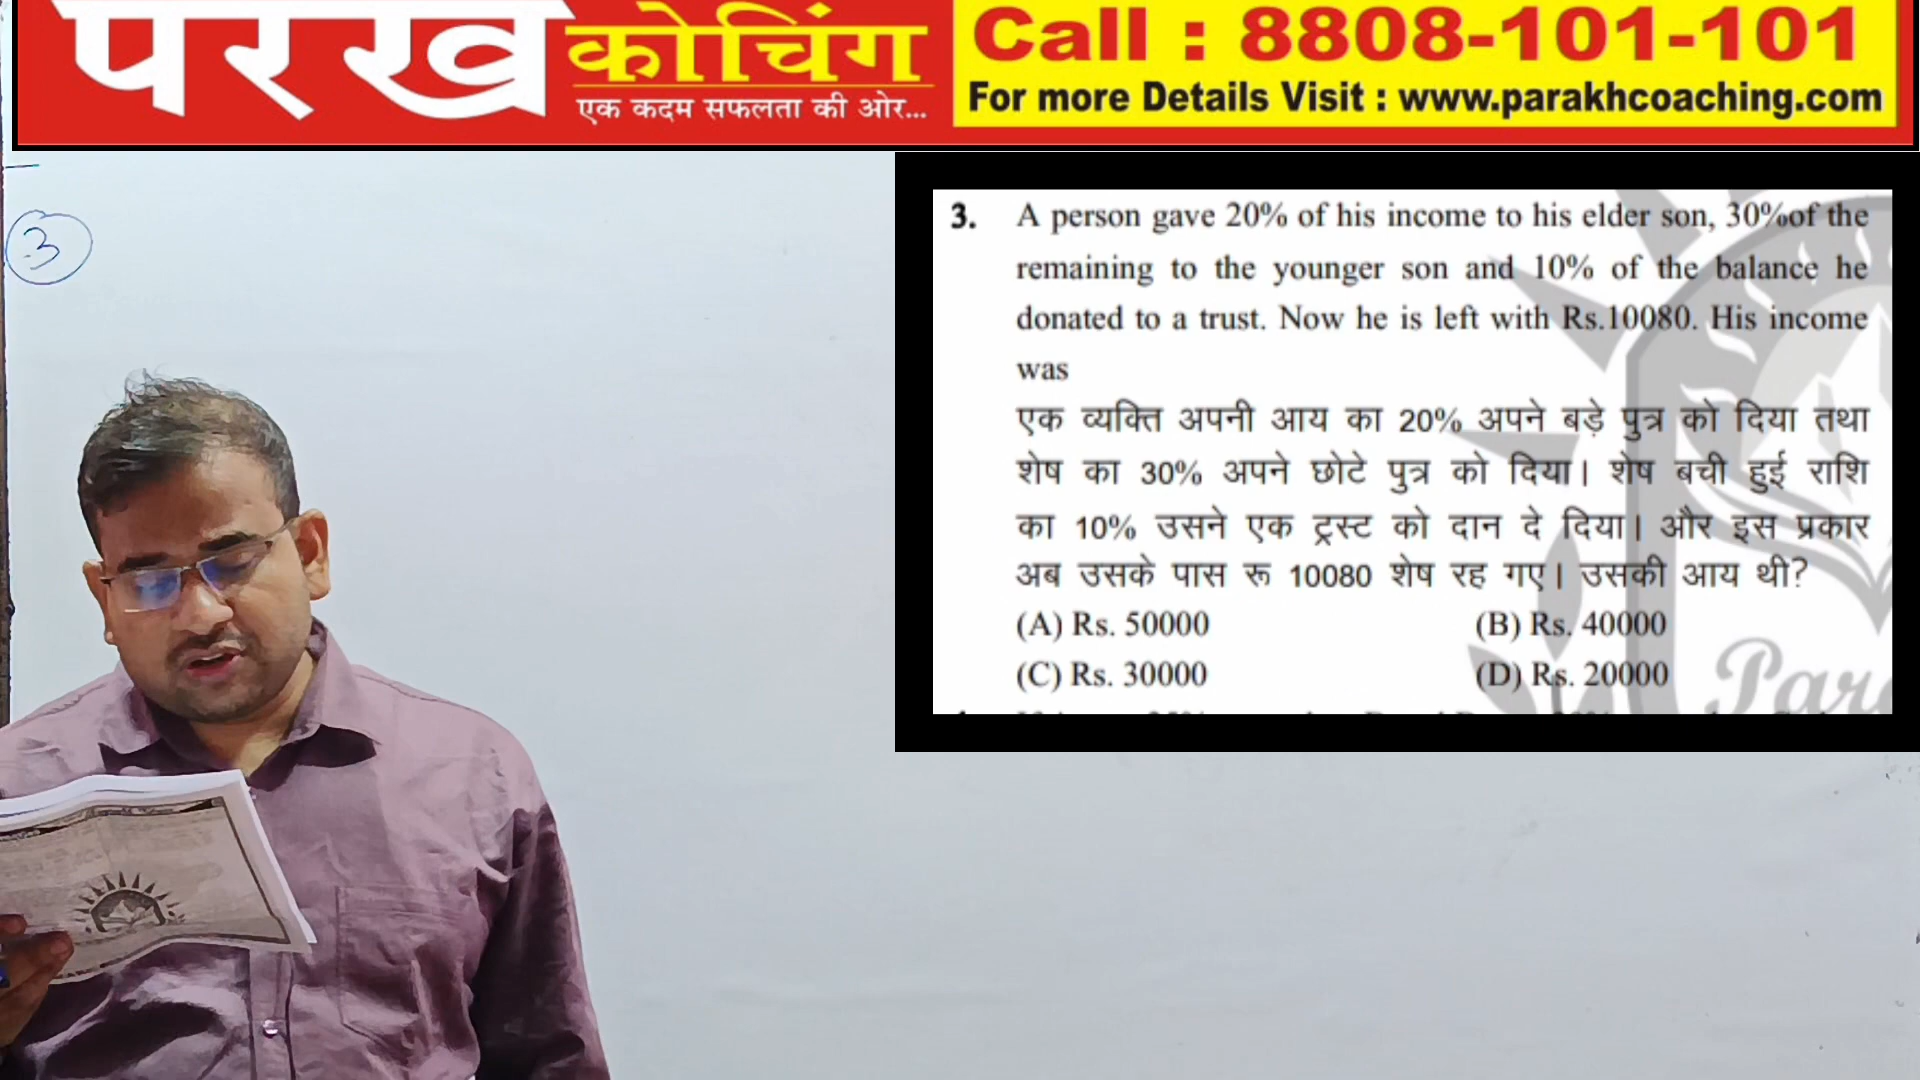 परख कोचिंग
एक कदम सफलता की ओर...
Call : 8808-101-101
For more Details Visit : www.parakhcoaching.com
3
3. A person gave 20% of his income to his elder son, 30%of the
remaining to the younger son and 10% of the balance he
donated to a trust. Now he is left with Rs.10080. His income
was
एक व्यक्ति अपनी आय का 20% अपने बड़े पुत्र को दिया तथा
शेष का 30% अपने छोटे पुत्र को दिया। शेष बची हुई राशि
का 10% उसने एक ट्रस्ट को दान दे दिया। और इस प्रकार
अब उसके पास रू 10080 शेष रह गए। उसकी आय थी?
(A) Rs. 50000 (B) Rs. 40000
(C) Rs. 30000 (D) Rs. 20000